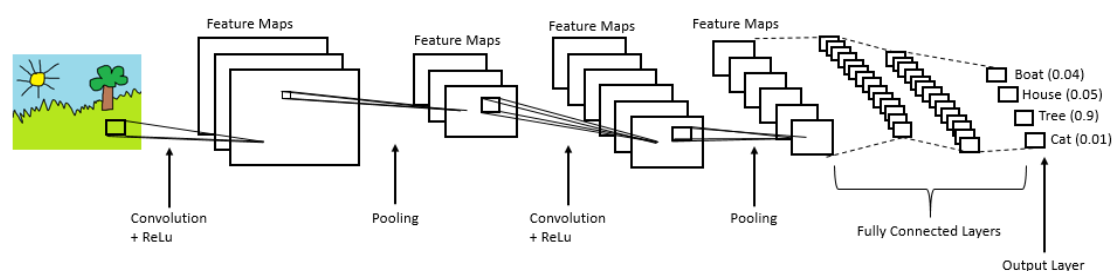 Feature Maps
Feature Maps
Feature Maps
Feature Maps
Boat (0.04)
House (0.05)
Tree (0.9)
Cat (0.01)
Convolution
+ ReLu
Pooling
Convolution
+ ReLu
Pooling
Fully Connected Layers
Output Layer